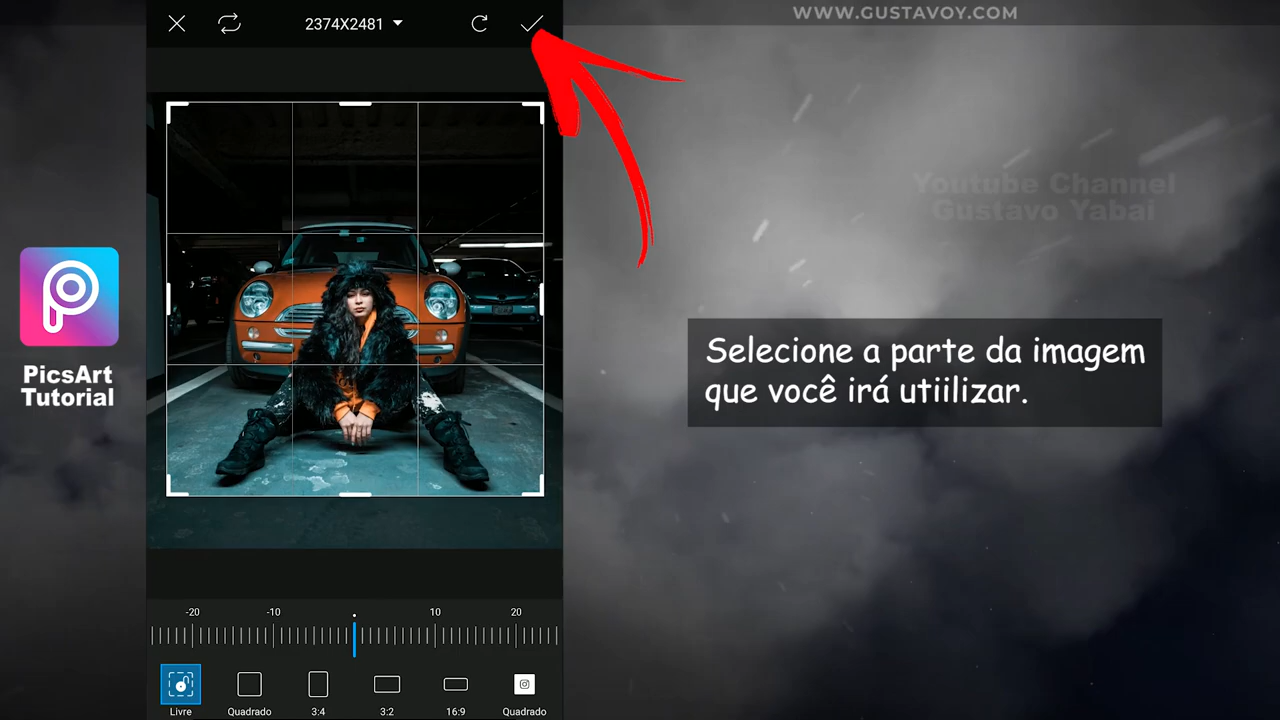 WWW.GUSTAVOY.COM
2374X2481
Youtube Channel
Gustavo Yabai
PicsArt
Tutorial
Selecione a parte da imagem
que você irá utiilizar.
-20 -10 10 20
Livre Quadrado 3:4 3:2 16:9 Quadrado